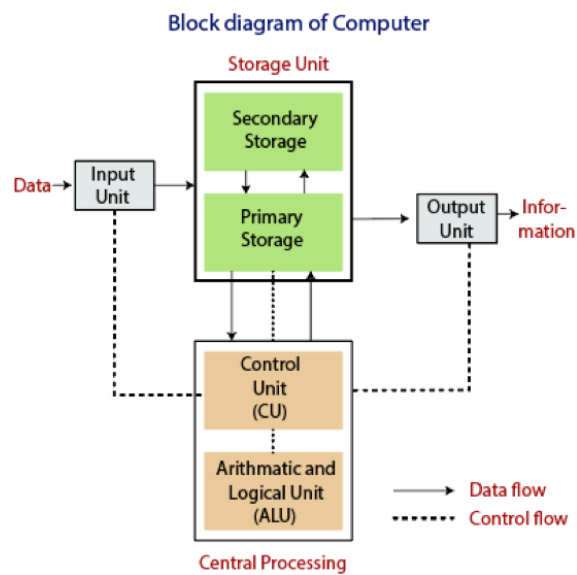 Block diagram of Computer
Storage Unit
Secondary
Storage
Data
Input
Unit
Primary
Storage
Output
Unit
Infor-
mation
Control
Unit
(CU)
Arithmatic and
Logical Unit
(ALU)
Data flow
Control flow
Central Processing